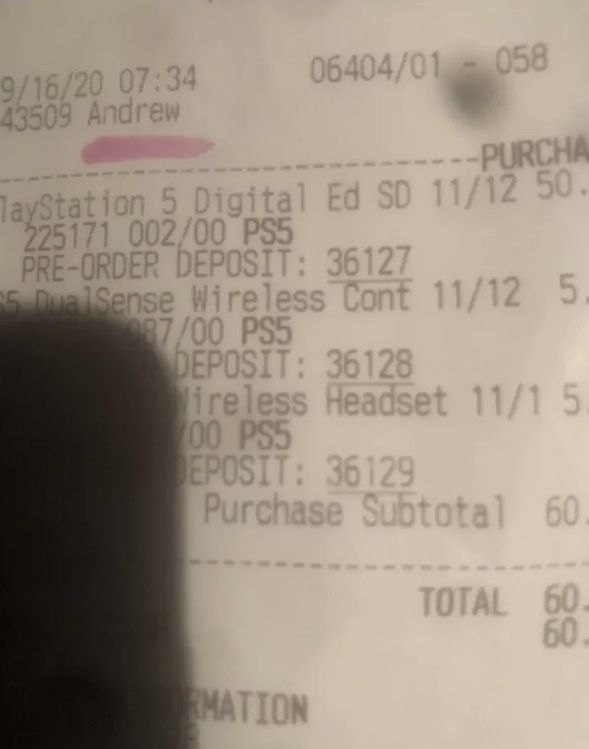 9/16/20 07:34 06404/01 - 058
43509 Andrew
--------------------------------PURCHA
layStation 5 Digital Ed SD 11/12 50.
225171 002/00 PS5
PRE-ORDER DEPOSIT: 36127
S5 DualSense Wireless Cont 11/12 5.
087/00 PS5
DEPOSIT: 36128
Wireless Headset 11/1 5.
/00 PS5
DEPOSIT: 36129
Purchase Subtotal 60.
TOTAL 60.
60.
RMATION